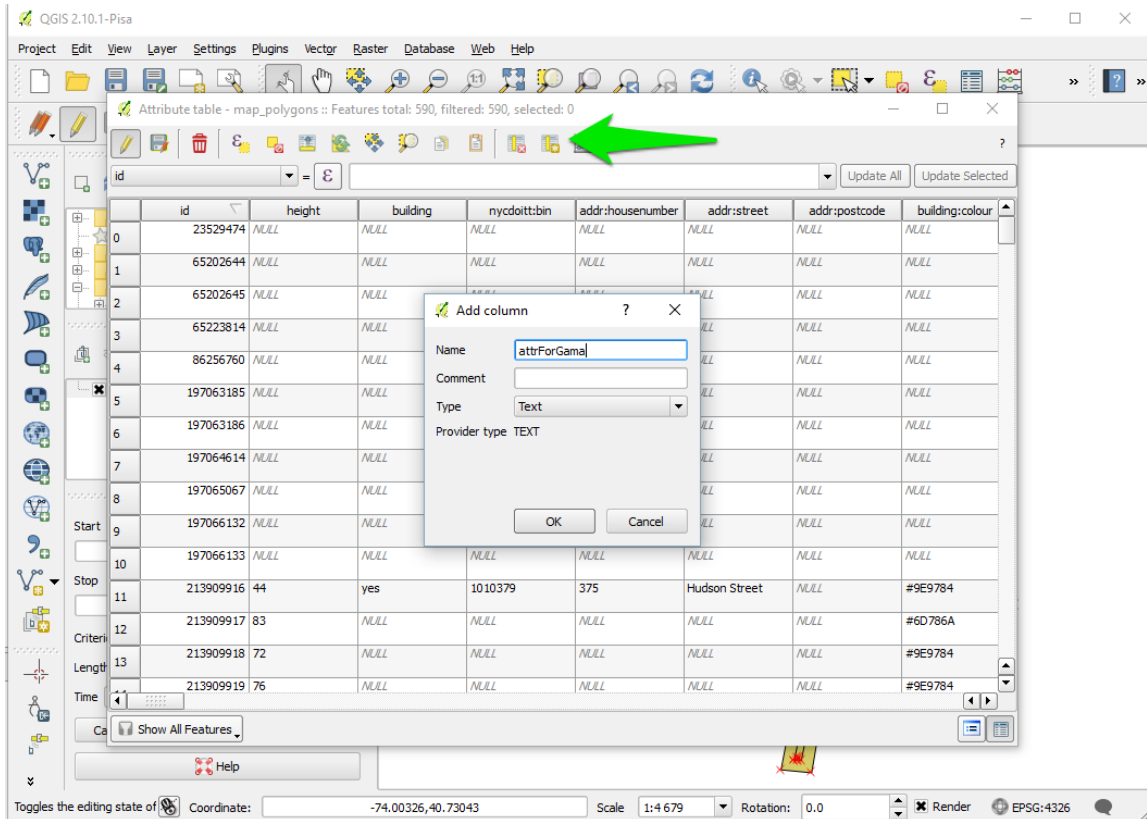 QGIS 2.10.1-Pisa
Project Edit View Layer Settings Plugins Vector Raster Database Web Help
Attribute table - map_polygons :: Features total: 590, filtered: 590, selected: 0
?
id = ε Update All Update Selected
id height building nycdoitt:bin addr:housenumber addr:street addr:postcode building:colour
0 23529474 NULL NULL NULL NULL NULL NULL NULL
1 65202644 NULL NULL NULL NULL NULL NULL NULL
2 65202645 NULL NULL NULL NULL NULL NULL
Add column ? ×
3 65223814 NULL NULL NULL NULL
Name attrForGama
4 86256760 NULL NULL NULL NULL
Comment
5 197063185 NULL NULL NULL NULL
Type Text
6 197063186 NULL NULL NULL NULL
Provider type TEXT
7 197064614 NULL NULL NULL NULL
8 197065067 NULL NULL NULL NULL
Start
9 197066132 NULL NULL NULL NULL
OK Cancel
10 197066133 NULL NULL NULL NULL NULL NULL NULL
Stop
11 213909916 44 yes 1010379 375 Hudson Street NULL #9E9784
12 213909917 83 NULL NULL NULL NULL NULL #6D786A
Criteri
13 213909918 72 NULL NULL NULL NULL NULL #9E9784
Length
213909919 76 NULL NULL NULL NULL NULL #9E9784
Time
Ca Show All Features
Help
Toggles the editing state of Coordinate: -74.00326,40.73043 Scale 1:4 679 Rotation: 0.0 Render EPSG:4326